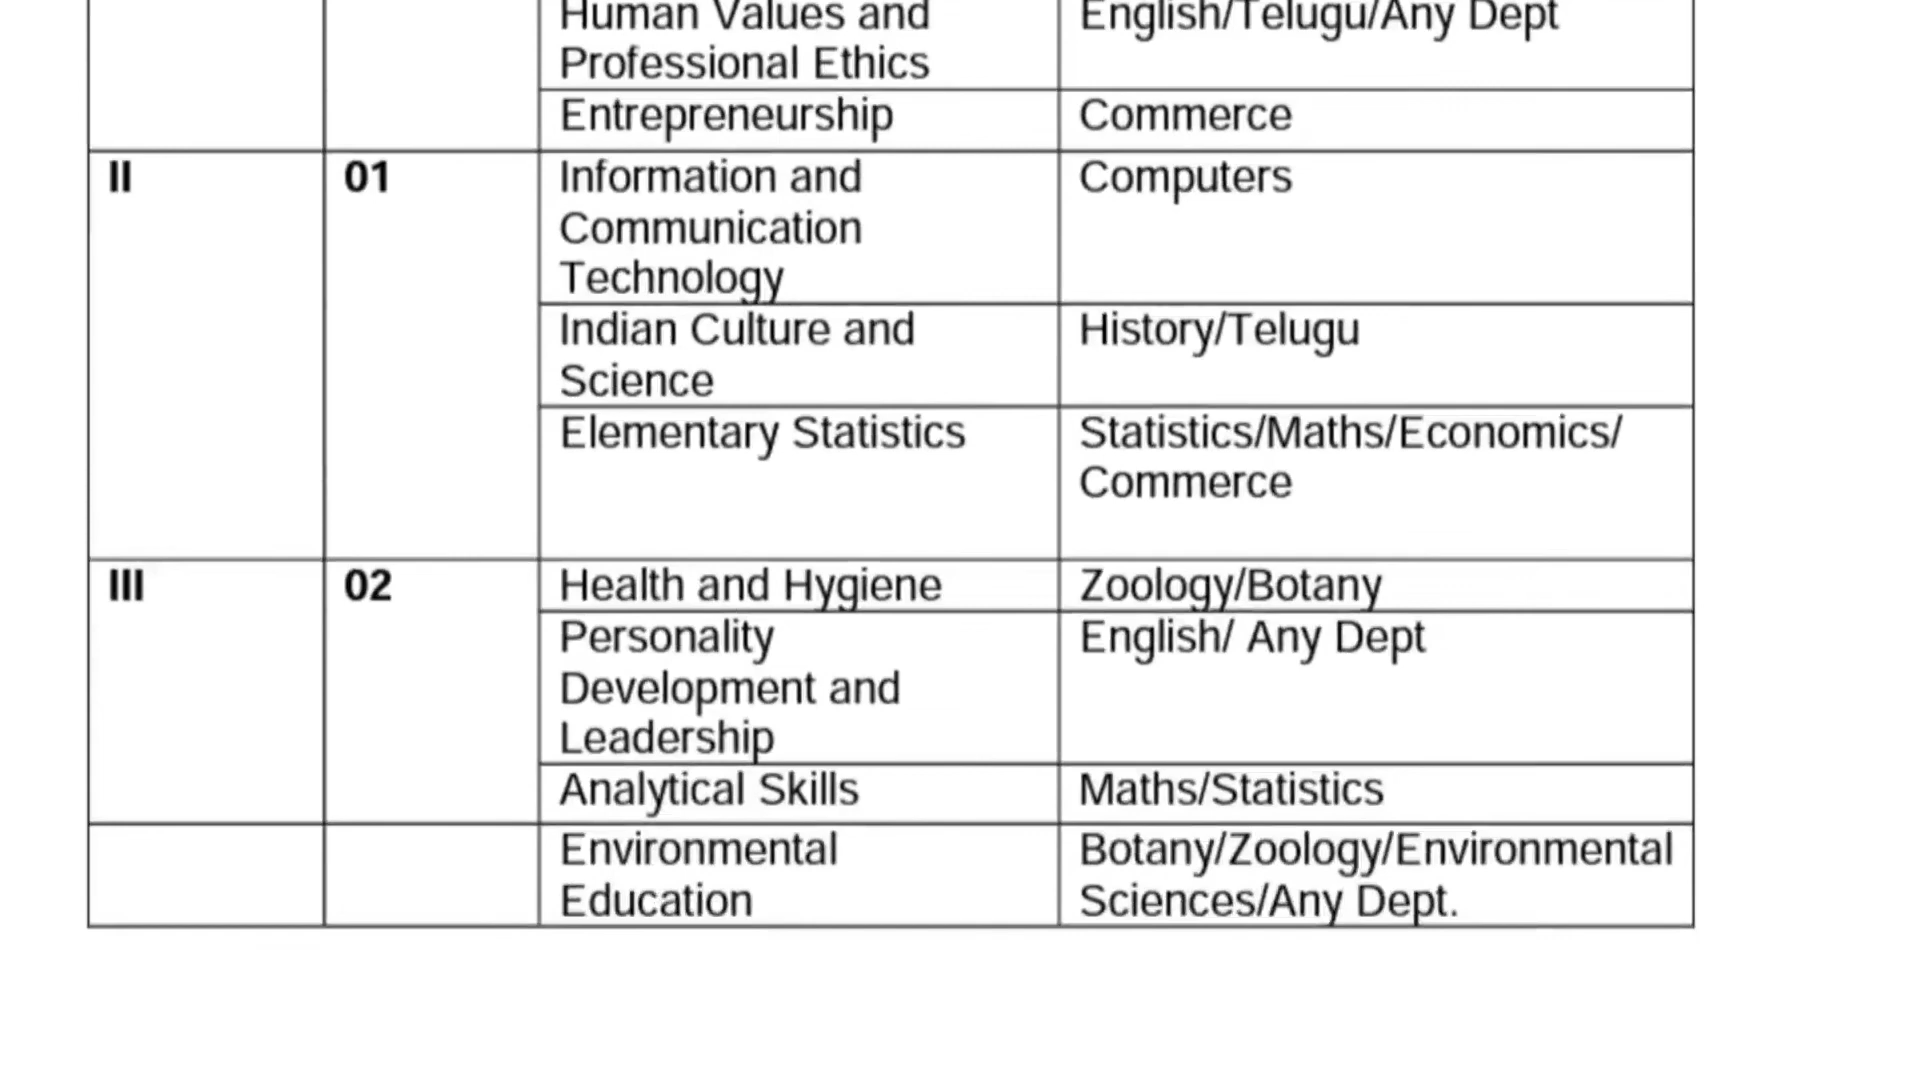 Human Values and
Professional Ethics
English/Telugu/Any Dept
Entrepreneurship
Commerce
II
01
Information and
Communication
Technology
Computers
Indian Culture and
Science
History/Telugu
Elementary Statistics
Statistics/Maths/Economics/
Commerce
III
02
Health and Hygiene
Zoology/Botany
Personality
Development and
Leadership
English/ Any Dept
Analytical Skills
Maths/Statistics
Environmental
Education
Botany/Zoology/Environmental
Sciences/Any Dept.